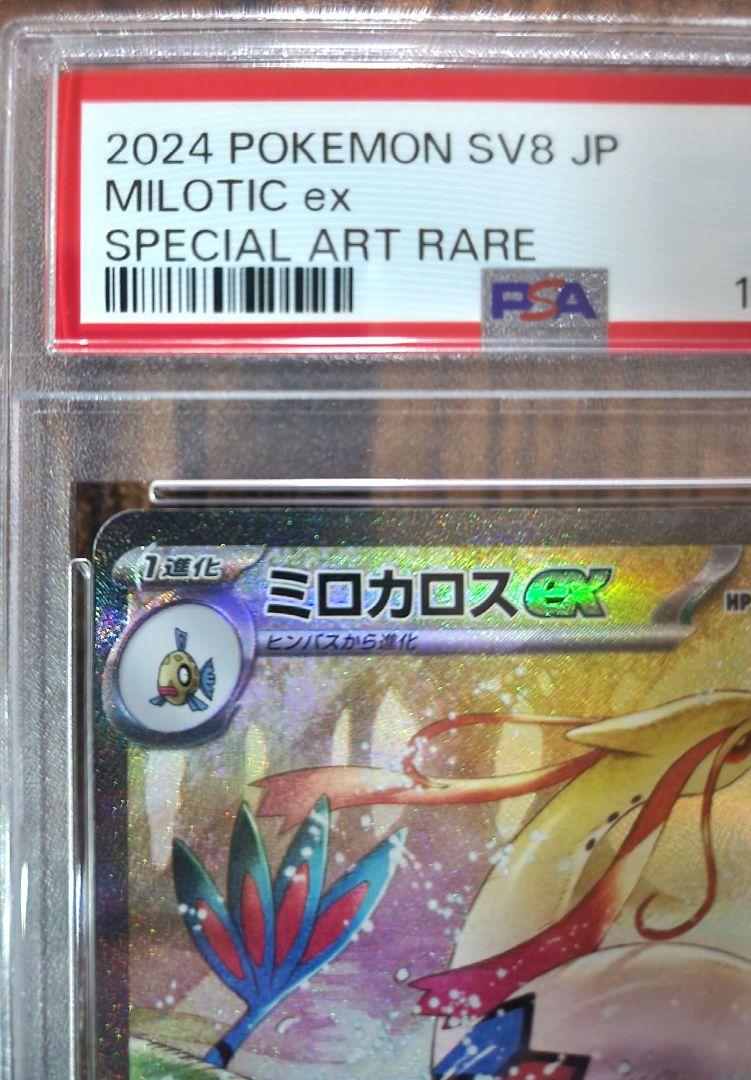 2024 POKEMON SV8 JP
MILOTIC ex
SPECIAL ART RARE
PSA
1進化
ミロカロスex
HP
ヒンバスから進化